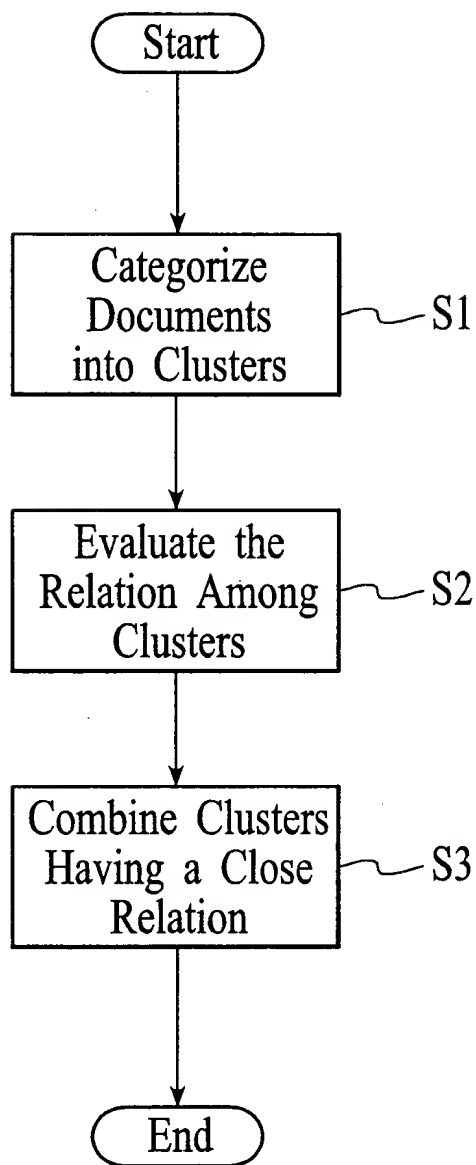 Start
Categorize
Documents
into Clusters
S1
Evaluate the
Relation Among
Clusters
S2
Combine Clusters
Having a Close
Relation
S3
End